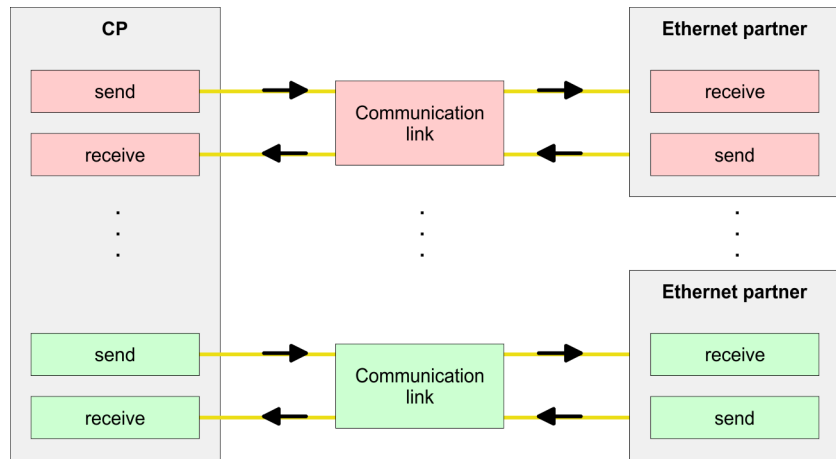 CP
Ethernet partner
send
receive
Communication
link
receive
send
Ethernet partner
send
receive
Communication
link
receive
send